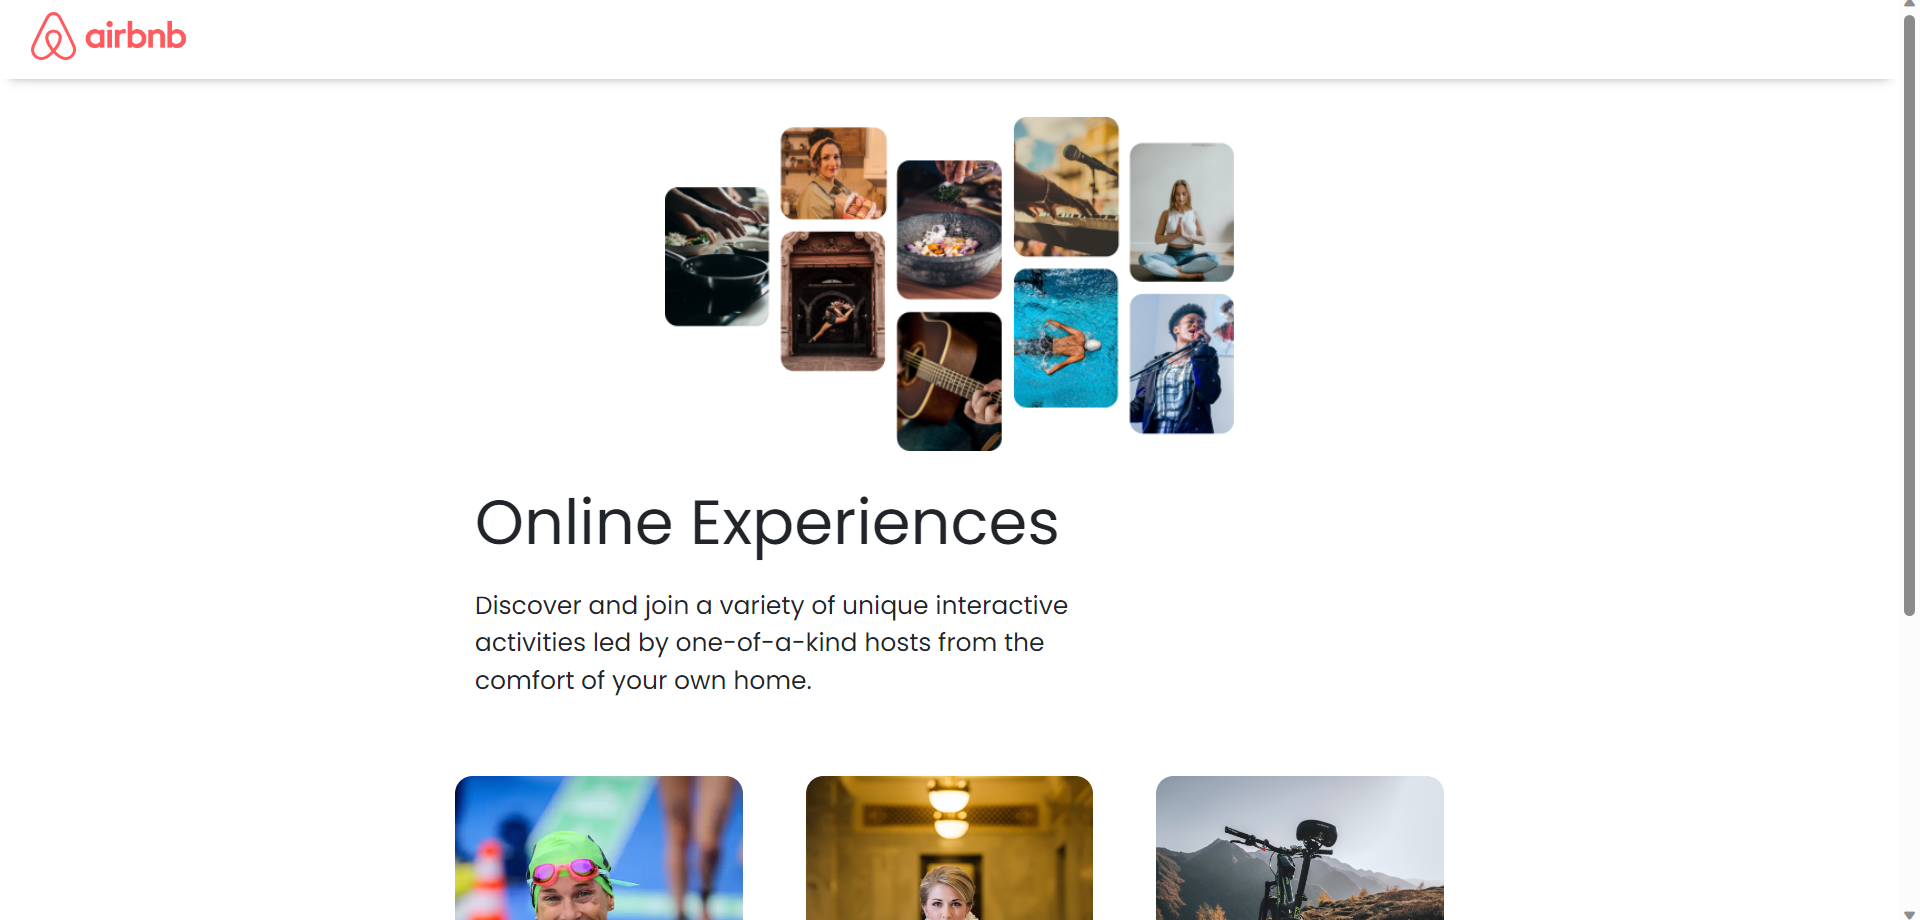 airbnb
Online Experiences
Discover and join a variety of unique interactive
activities led by one-of-a-kind hosts from the
comfort of your own home.